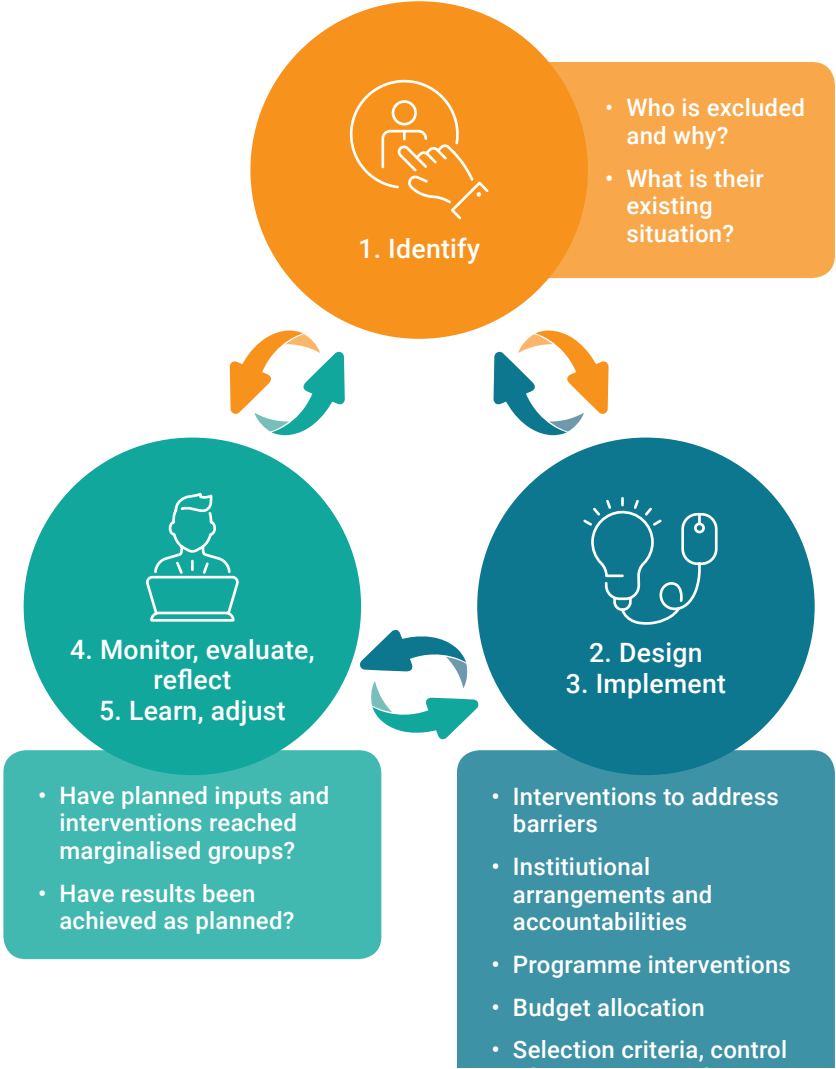 • Who is excluded
and why?
• What is their
existing
situation?
1. Identify
4. Monitor, evaluate,
reflect
5. Learn, adjust
2. Design
3. Implement
• Have planned inputs and
interventions reached
marginalised groups?
• Have results been
achieved as planned?
• Interventions to address
barriers
• Institiutional
arrangements and
accountabilities
• Programme interventions
• Budget allocation
• Selection criteria, control